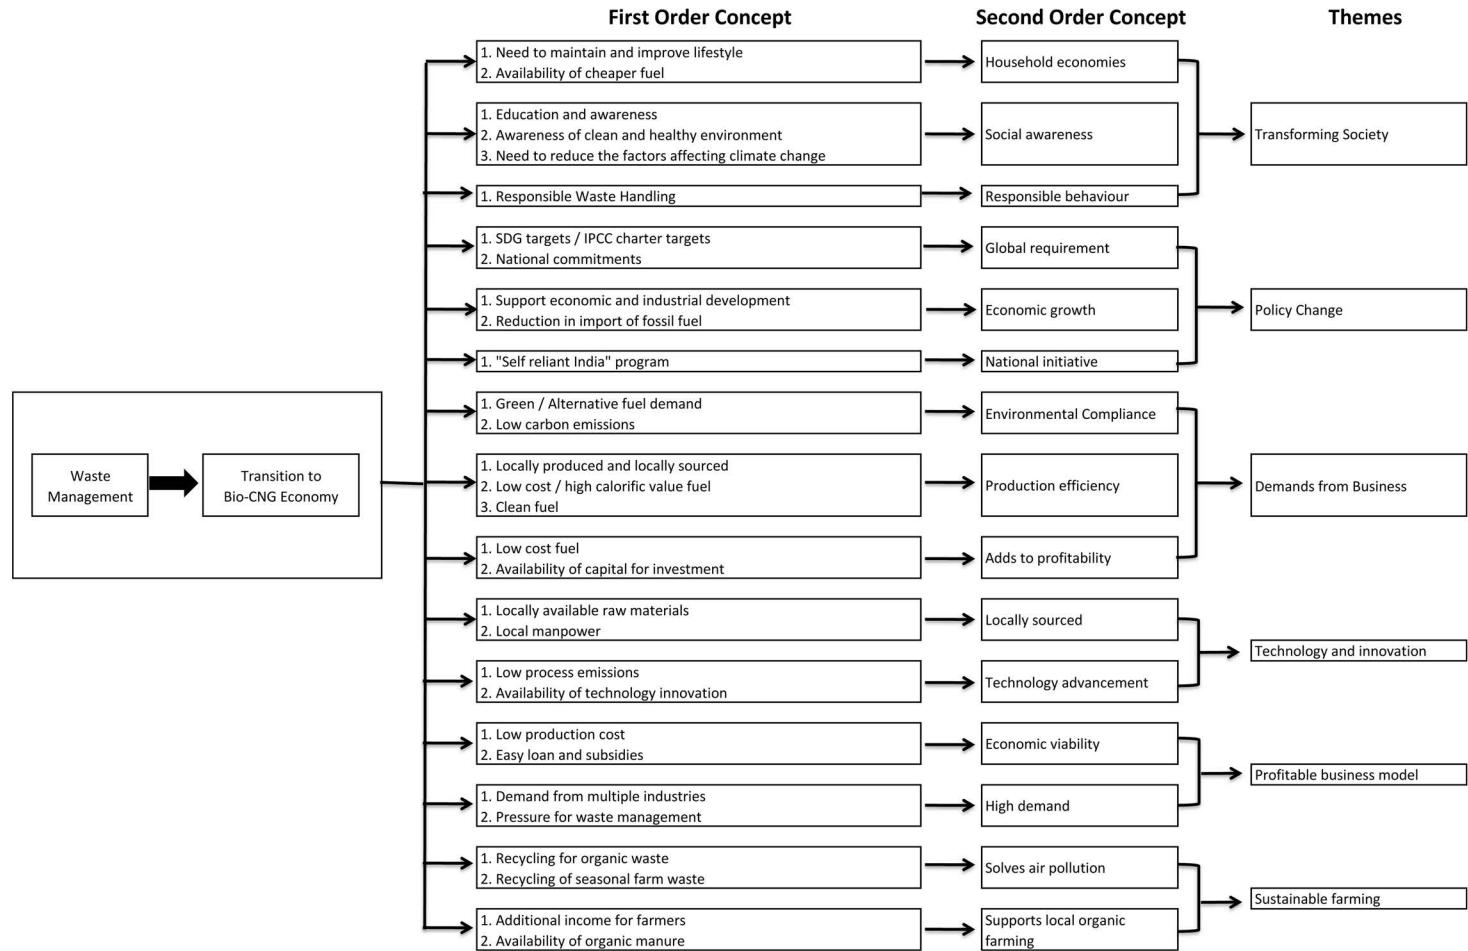 First Order Concept
Second Order Concept
Themes
1. Need to maintain and improve lifestyle
2. Availability of cheaper fuel
Household economies
1. Education and awareness
2. Awareness of clean and healthy environment
3. Need to reduce the factors affecting climate change
Social awareness
Transforming Society
1. Responsible Waste Handling
Responsible behaviour
1. SDG targets / IPCC charter targets
2. National commitments
Global requirement
1. Support economic and industrial development
2. Reduction in import of fossil fuel
Economic growth
Policy Change
1. "Self reliant India" program
National initiative
1. Green / Alternative fuel demand
2. Low carbon emissions
Environmental Compliance
Waste
Management
Transition to
Bio-CNG Economy
1. Locally produced and locally sourced
2. Low cost / high calorific value fuel
3. Clean fuel
Production efficiency
Demands from Business
1. Low cost fuel
2. Availability of capital for investment
Adds to profitability
1. Locally available raw materials
2. Local manpower
Locally sourced
Technology and innovation
1. Low process emissions
2. Availability of technology innovation
Technology advancement
1. Low production cost
2. Easy loan and subsidies
Economic viability
Profitable business model
1. Demand from multiple industries
2. Pressure for waste management
High demand
1. Recycling for organic waste
2. Recycling of seasonal farm waste
Solves air pollution
Sustainable farming
1. Additional income for farmers
2. Availability of organic manure
Supports local organic
farming